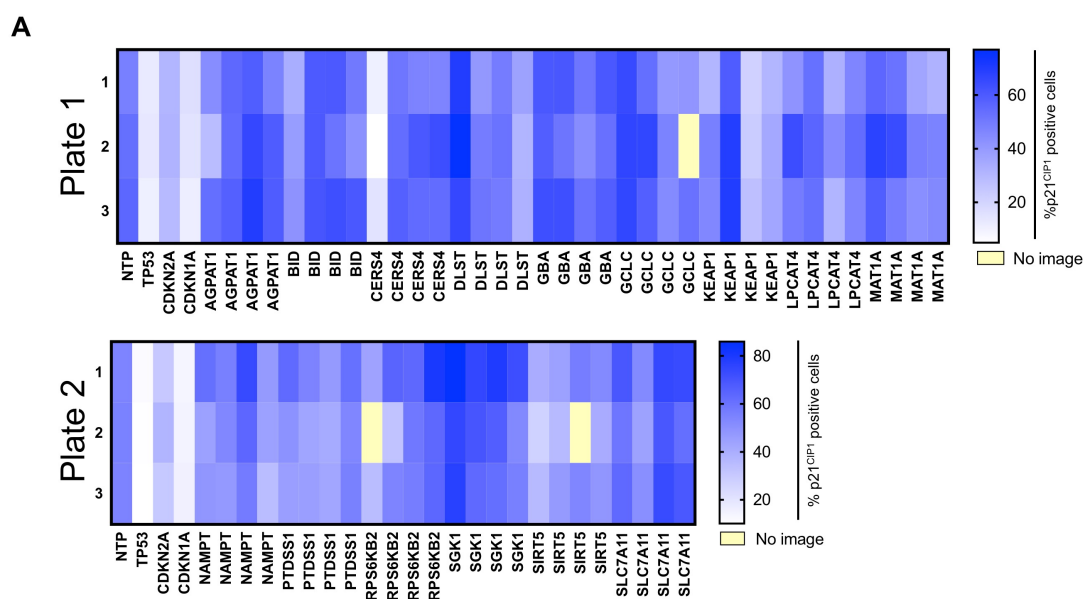 A
Plate 1
1
2
3
60
40
20
%p21CIP1 positive cells
No image
NTP
TP53
CDKN2A
CDKN1A
AGPAT1
AGPAT1
AGPAT1
AGPAT1
BID
BID
BID
BID
CERS4
CERS4
CERS4
CERS4
DLST
DLST
DLST
DLST
GBA
GBA
GBA
GBA
GCLC
GCLC
GCLC
GCLC
KEAP1
KEAP1
KEAP1
KEAP1
LPCAT4
LPCAT4
LPCAT4
LPCAT4
MAT1A
MAT1A
MAT1A
MAT1A
Plate 2
1
2
3
80
60
40
20
% p21CIP1 positive cells
No image
NTP
TP53
CDKN2A
CDKN1A
NAMPT
NAMPT
NAMPT
NAMPT
PTDSS1
PTDSS1
PTDSS1
PTDSS1
RPS6KB2
RPS6KB2
RPS6KB2
RPS6KB2
SGK1
SGK1
SGK1
SGK1
SIRT5
SIRT5
SIRT5
SIRT5
SLC7A11
SLC7A11
SLC7A11
SLC7A11